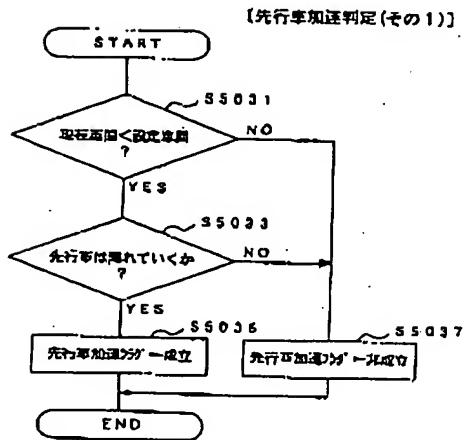 [先行車加速判定(その1)]
START
S5031
現在車間<設定車間
?
NO
YES
S5033
先行車は離れていくか
?
NO
YES
S5035
先行車加速フラグ←成立
S5037
先行車加速フラグ←非成立
END